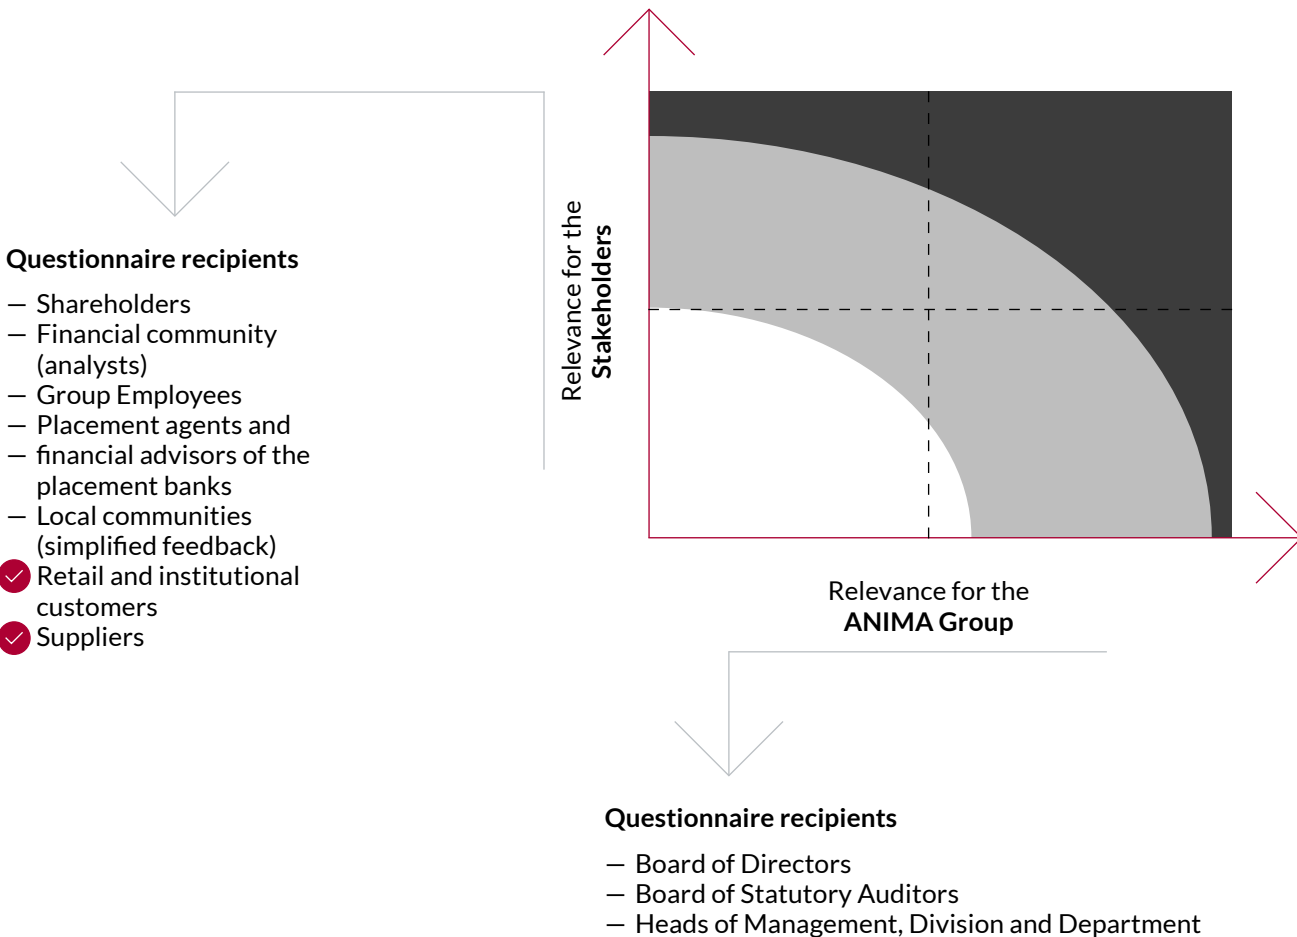 Relevance for the
Stakeholders
Questionnaire recipients
— Shareholders
— Financial community
(analysts)
— Group Employees
— Placement agents and
— financial advisors of the
placement banks
— Local communities
(simplified feedback)
Retail and institutional
customers
Suppliers
Relevance for the
ANIMA Group
Questionnaire recipients
— Board of Directors
— Board of Statutory Auditors
— Heads of Management, Division and Department